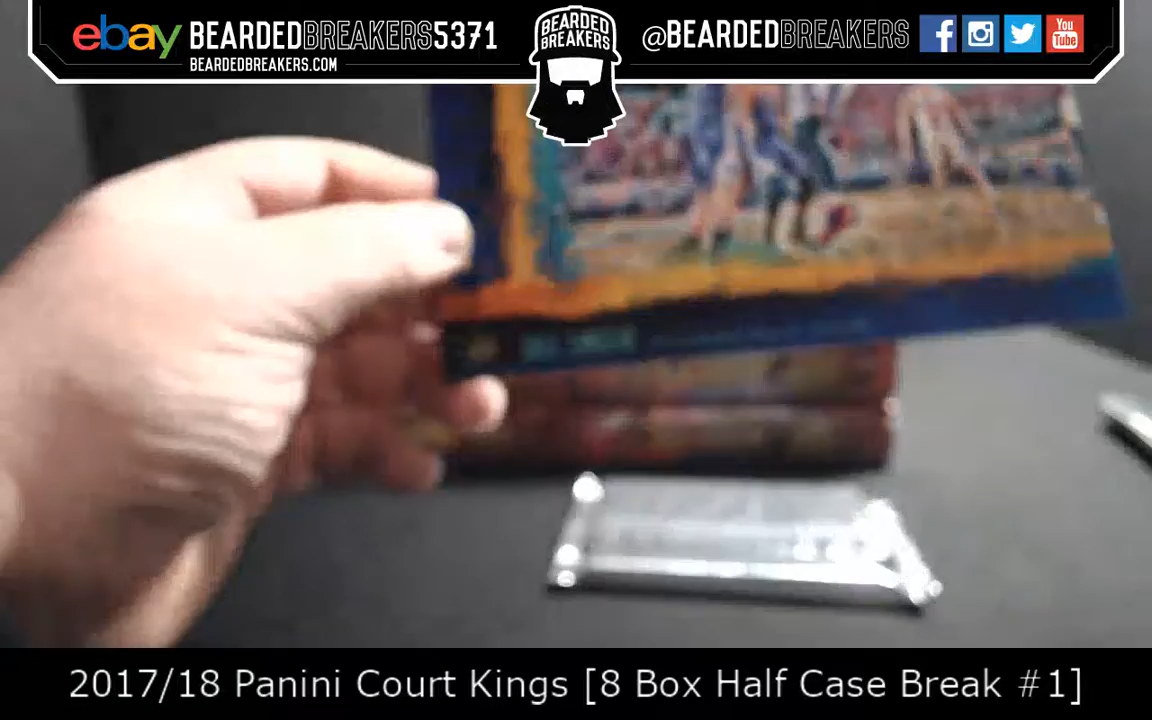 ebay BEARDEDBREAKERS5371
BEARDEDBREAKERS.COM
BEARDED
BREAKERS
@BEARDEDBREAKERS
You
Tube
2017/18 Panini Court Kings [8 Box Half Case Break #1]